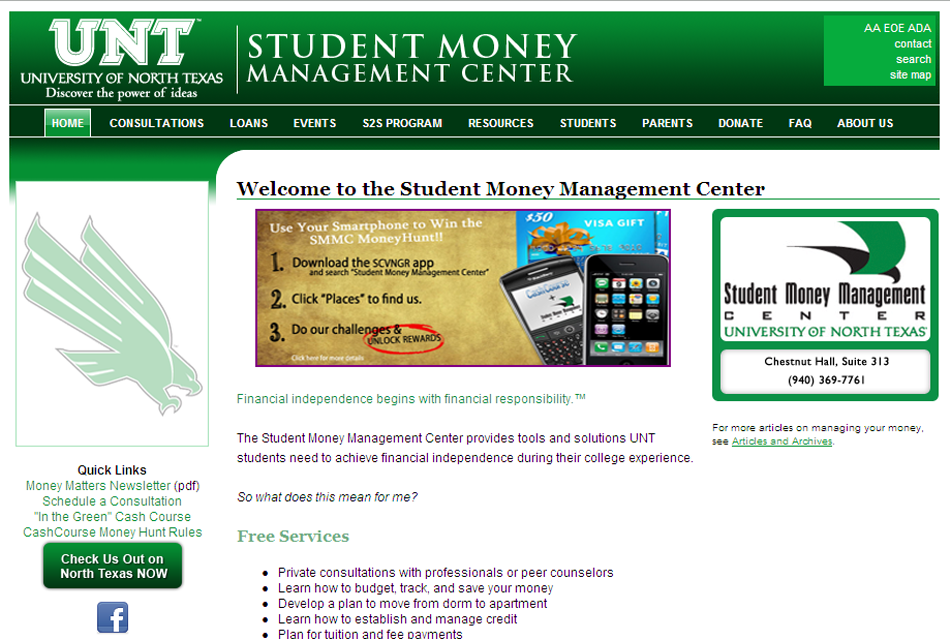 UNT™
UNIVERSITY OF NORTH TEXAS
Discover the power of ideas
STUDENT MONEY
MANAGEMENT CENTER
AA EOE ADA
contact
search
site map
HOME CONSULTATIONS LOANS EVENTS S2S PROGRAM RESOURCES STUDENTS PARENTS DONATE FAQ ABOUT US
Welcome to the Student Money Management Center
Use Your Smartphone to Win the
SMMC MoneyHunt!!
1. Download the SCVNGR app
and search "Student Money Management Center"
2. Click "Places" to find us.
3. Do our challenges &
UNLOCK REWARDS
Click here for more details
$50 VISA GIFT
CashCourse
+
Student Money Management
CENTER
UNIVERSITY OF NORTH TEXAS
Chestnut Hall, Suite 313
(940) 369-7761
For more articles on managing your money,
see Articles and Archives.
Financial independence begins with financial responsibility.™
The Student Money Management Center provides tools and solutions UNT
students need to achieve financial independence during their college experience.
So what does this mean for me?
Free Services
• Private consultations with professionals or peer counselors
• Learn how to budget, track, and save your money
• Develop a plan to move from dorm to apartment
• Learn how to establish and manage credit
• Plan for tuition and fee payments
Quick Links
Money Matters Newsletter (pdf)
Schedule a Consultation
"In the Green" Cash Course
CashCourse Money Hunt Rules
Check Us Out on
North Texas NOW
f